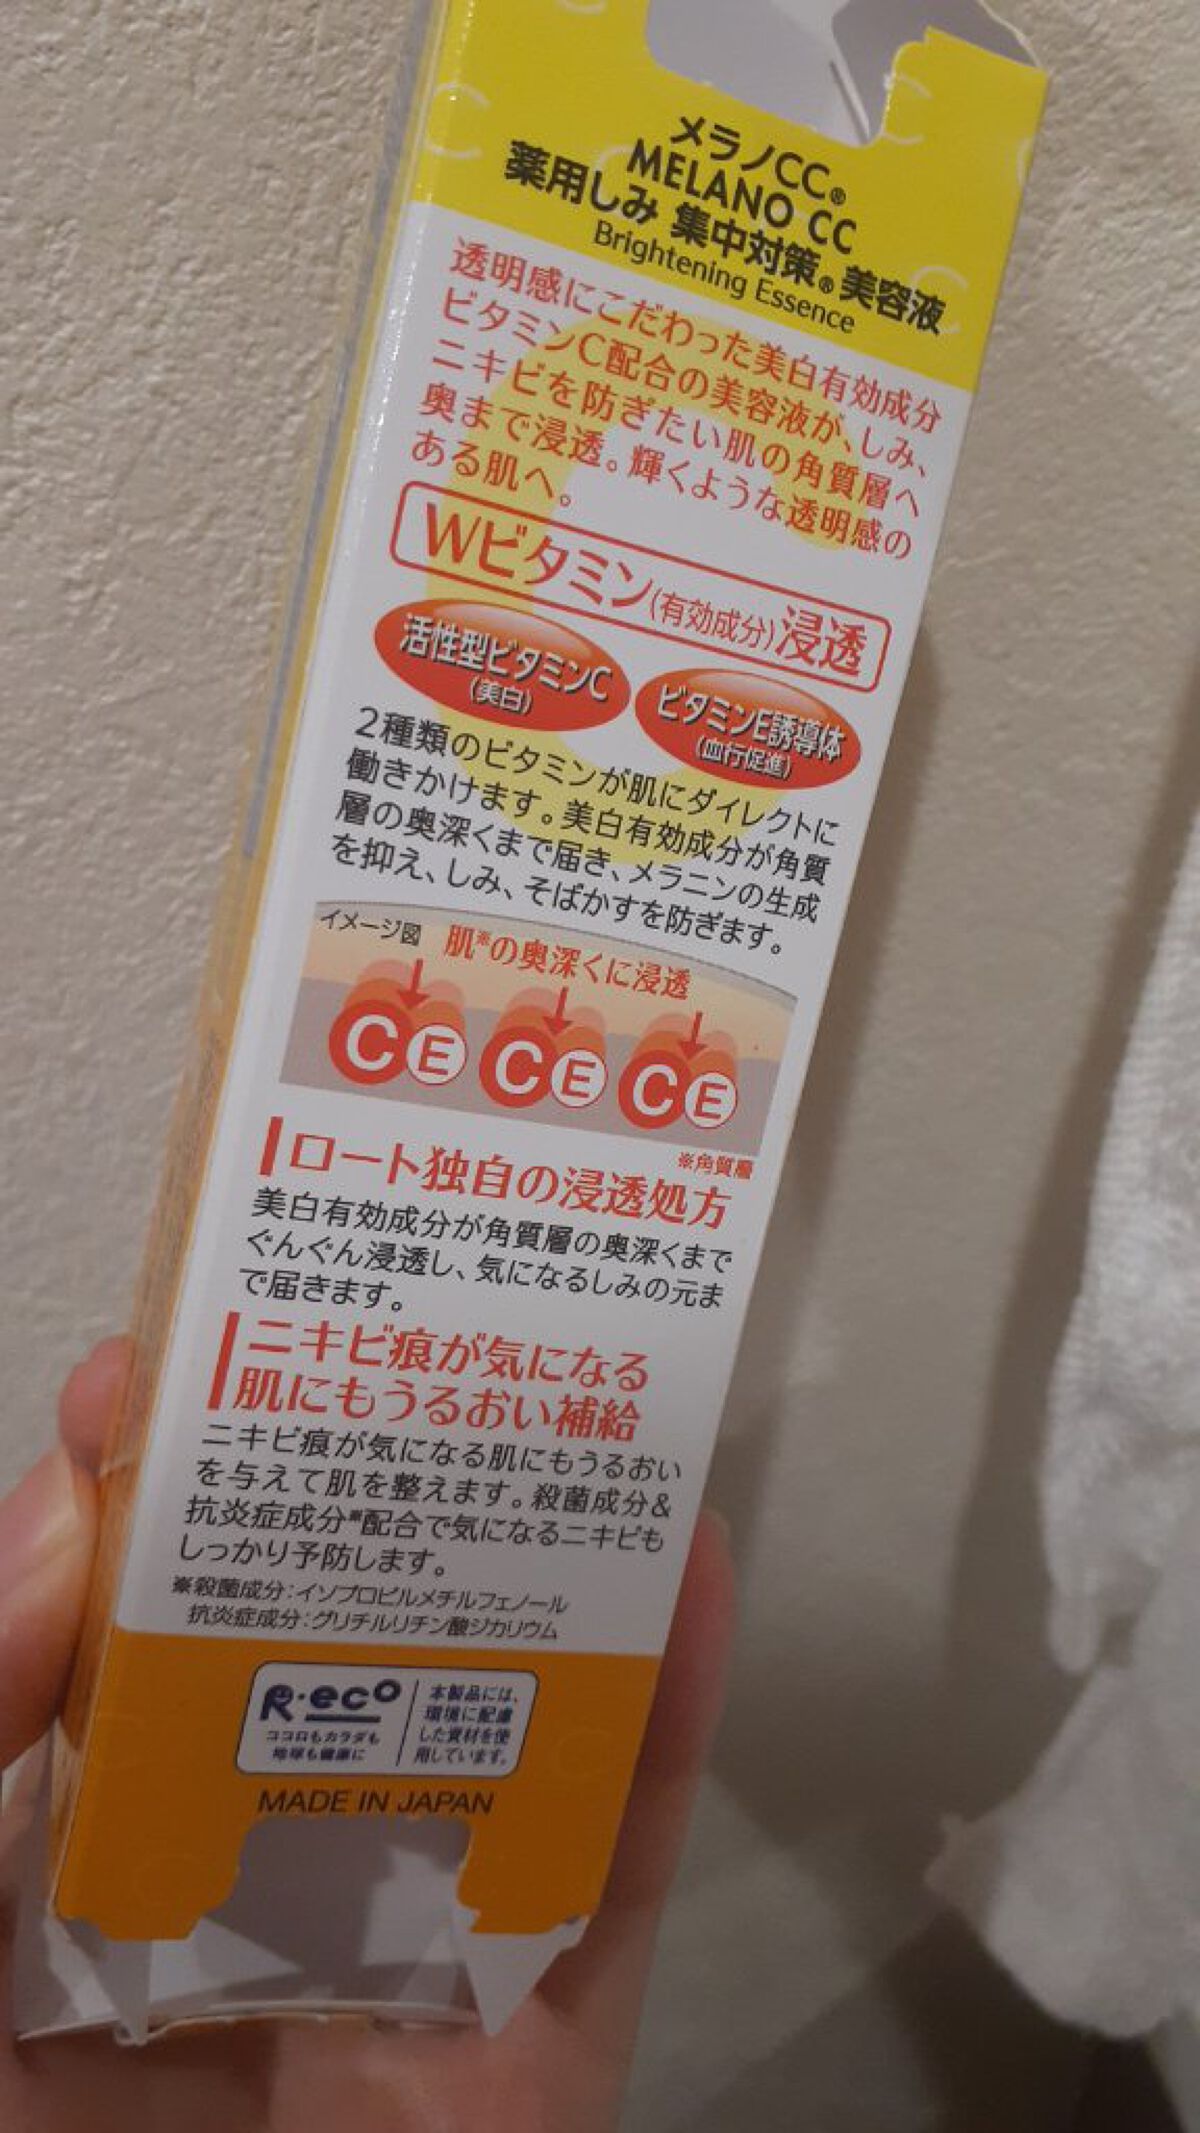 メラノCC®
MELANO CC
薬用しみ 集中対策®美容液
Brightening Essence
透明感にこだわった美白有効成分
ビタミンC配合の美容液が、しみ、
ニキビを防ぎたい肌の角質層へ
奥まで浸透。輝くような透明感の
ある肌へ。
Wビタミン(有効成分)浸透
活性型ビタミンC
(美白)
ビタミンE誘導体
(血行促進)
2種類のビタミンが肌にダイレクトに
働きかけます。美白有効成分が角質
層の奥深くまで届き、メラニンの生成
を抑え、しみ、そばかすを防ぎます。
イメージ図 肌※の奥深くに浸透
C E C E C E
※角質層
ロート独自の浸透処方
美白有効成分が角質層の奥深くまで
ぐんぐん浸透し、気になるしみの元ま
で届きます。
ニキビ痕が気になる
肌にもうるおい補給
ニキビ痕が気になる肌にもうるおい
を与えて肌を整えます。殺菌成分&
抗炎症成分※配合で気になるニキビも
しっかり予防します。
※殺菌成分:イソプロピルメチルフェノール
抗炎症成分:グリチルリチン酸ジカリウム
R·eco
ココロもカラダも
地球も健康に
本製品には、
環境に配慮
した資材を使
用しています。
MADE IN JAPAN